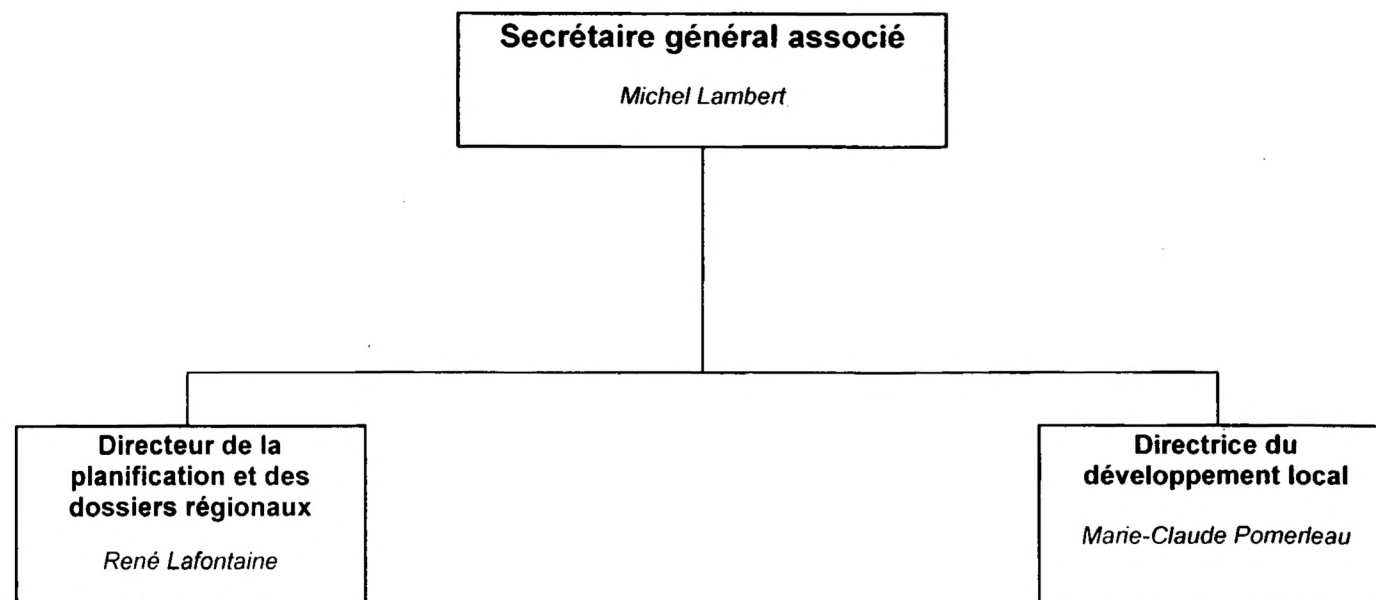 Secrétaire général associé
Michel Lambert
Directeur de la
planification et des
dossiers régionaux
René Lafontaine
Directrice du
développement local
Marie-Claude Pomerleau